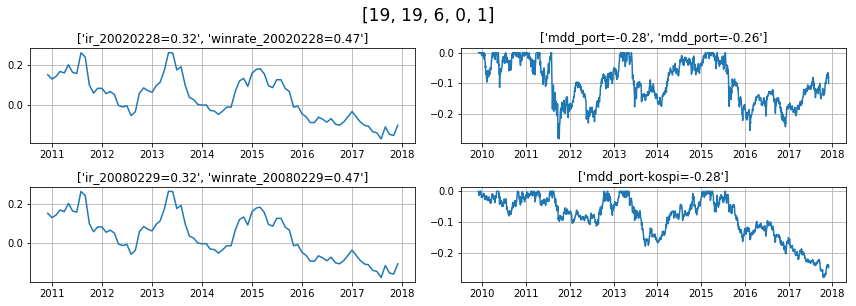 [19, 19, 6, 0, 1]
['ir_20020228=0.32', 'winrate_20020228=0.47']
0.2
0.0
2011 2012 2013 2014 2015 2016 2017 2018
['mdd_port=-0.28', 'mdd_port=-0.26']
0.0
−0.1
−0.2
2010 2011 2012 2013 2014 2015 2016 2017 2018
['ir_20080229=0.32', 'winrate_20080229=0.47']
0.2
0.0
2011 2012 2013 2014 2015 2016 2017 2018
['mdd_port-kospi=-0.28']
0.0
−0.1
−0.2
2010 2011 2012 2013 2014 2015 2016 2017 2018